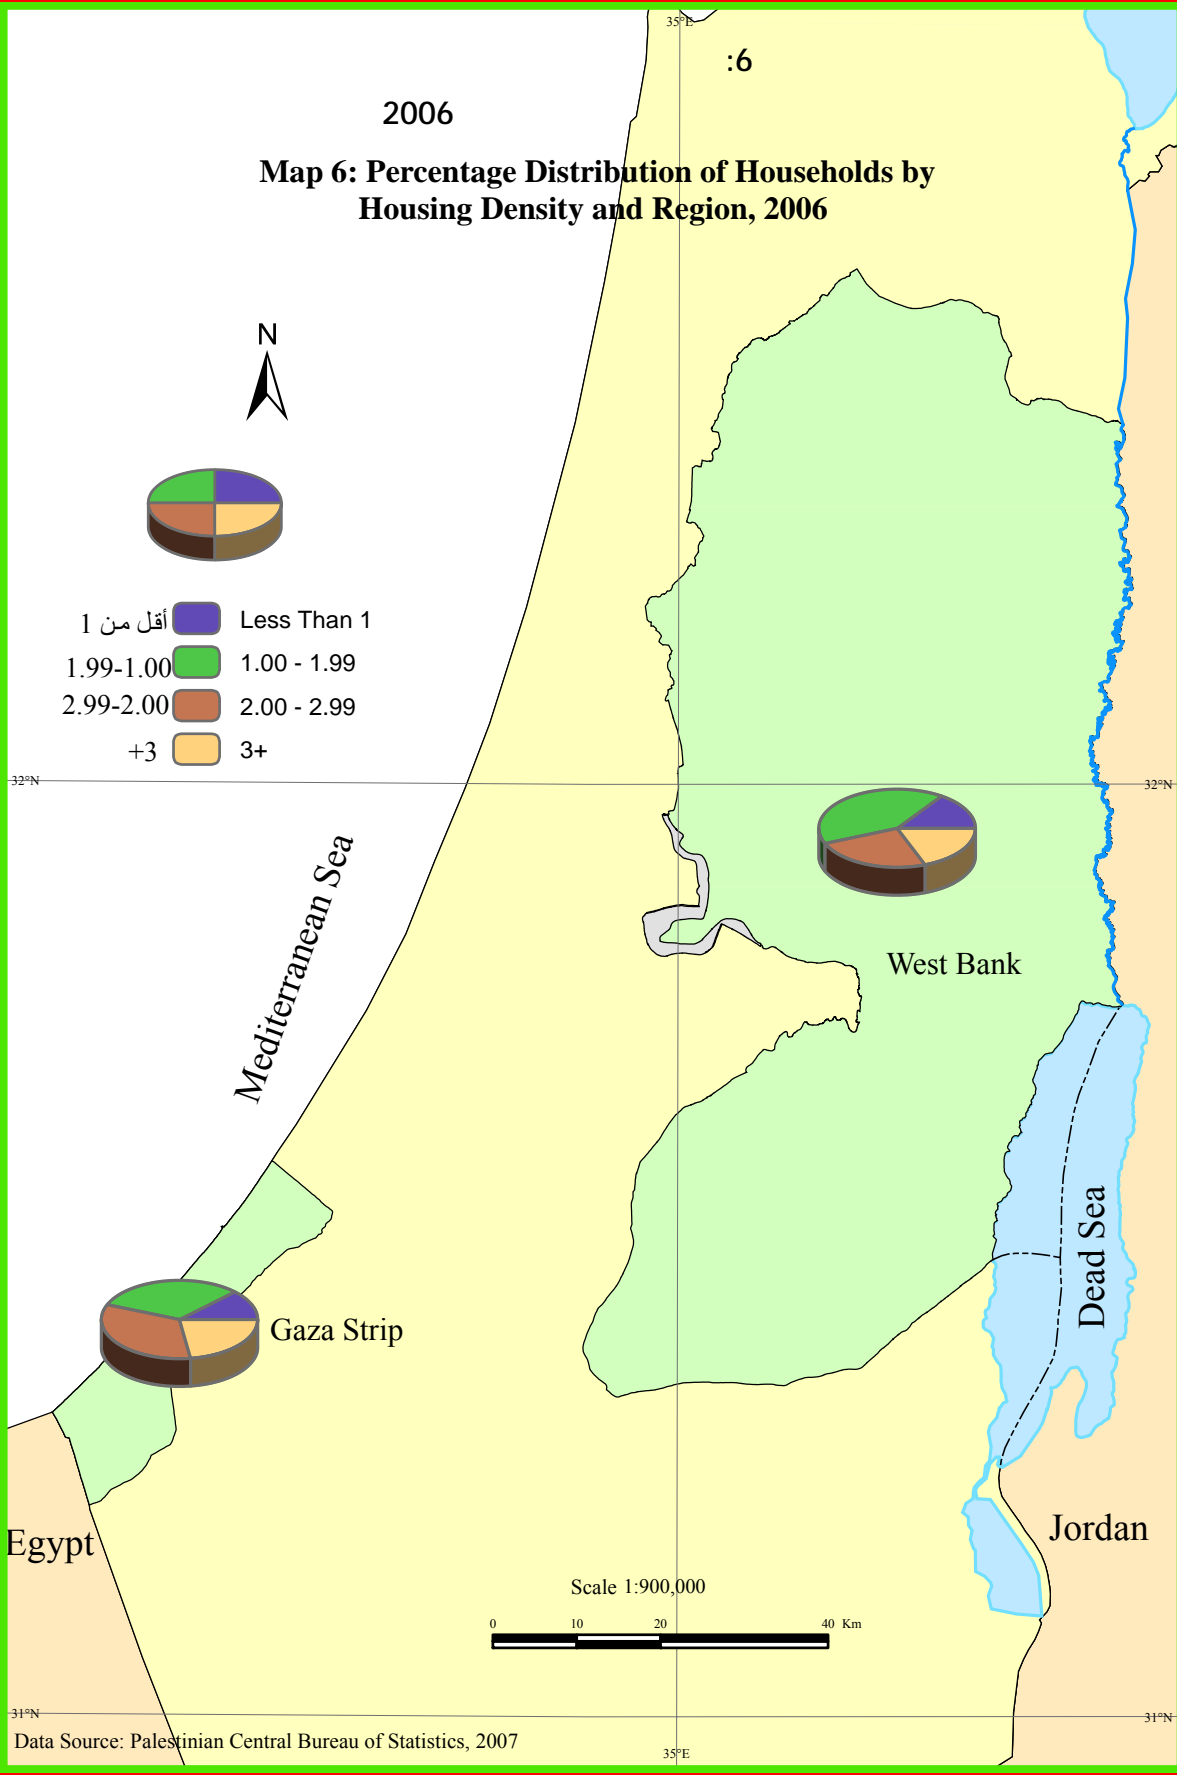 35°E
:6
2006
Map 6: Percentage Distribution of Households by
Housing Density and Region, 2006
N
أقل من 1 Less Than 1
1.99-1.00 1.00 - 1.99
2.99-2.00 2.00 - 2.99
+3 3+
32°N 32°N
Mediterranean Sea
West Bank
Dead Sea
Gaza Strip
Egypt
Jordan
Scale 1:900,000
0 10 20 40 Km
31°N 31°N
Data Source: Palestinian Central Bureau of Statistics, 2007
35°E